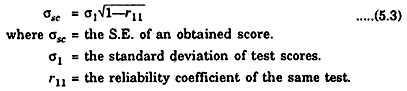 σsc = σ1√1—r11 .....(5.3)
where σsc = the S.E. of an obtained score.
σ1 = the standard deviation of test scores.
r11 = the reliability coefficient of the same test.